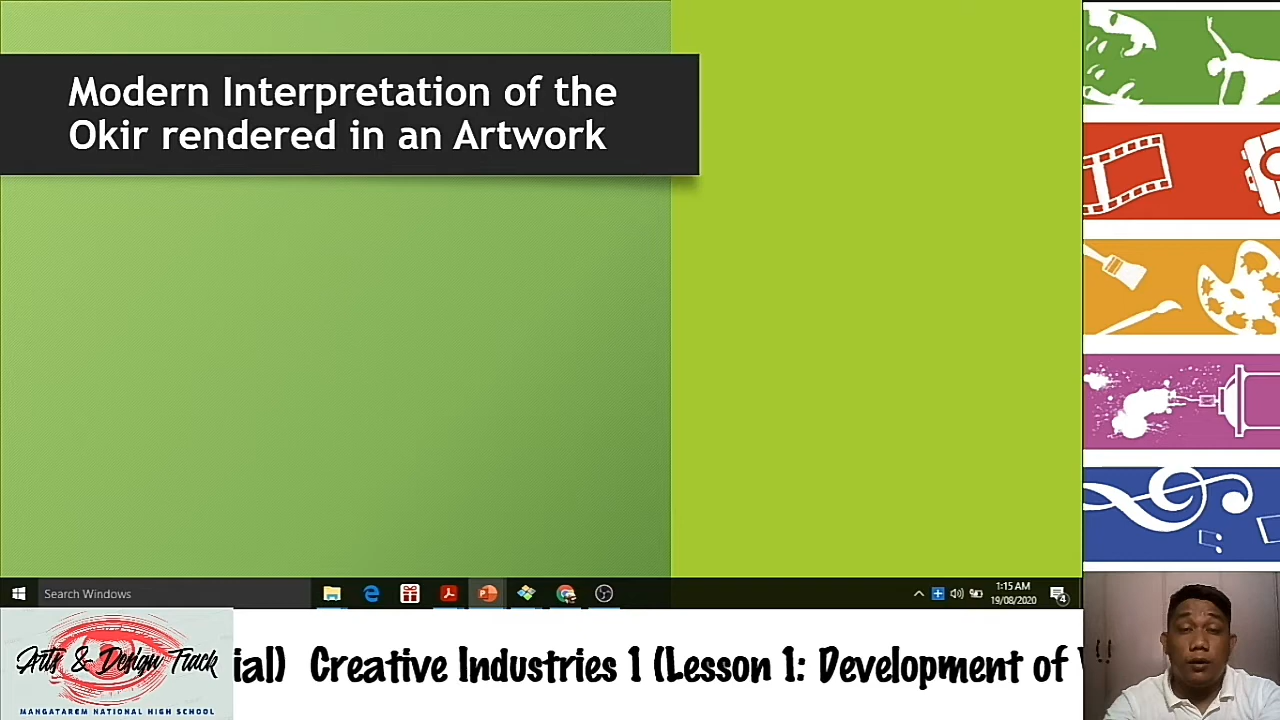 Modern Interpretation of the
Okir rendered in an Artwork
Search Windows
1:15 AM
19/08/2020
4
Arts & Design Track
MANGATAREM NATIONAL HIGH SCHOOL
ial) Creative Industries 1 (Lesson 1: Development of